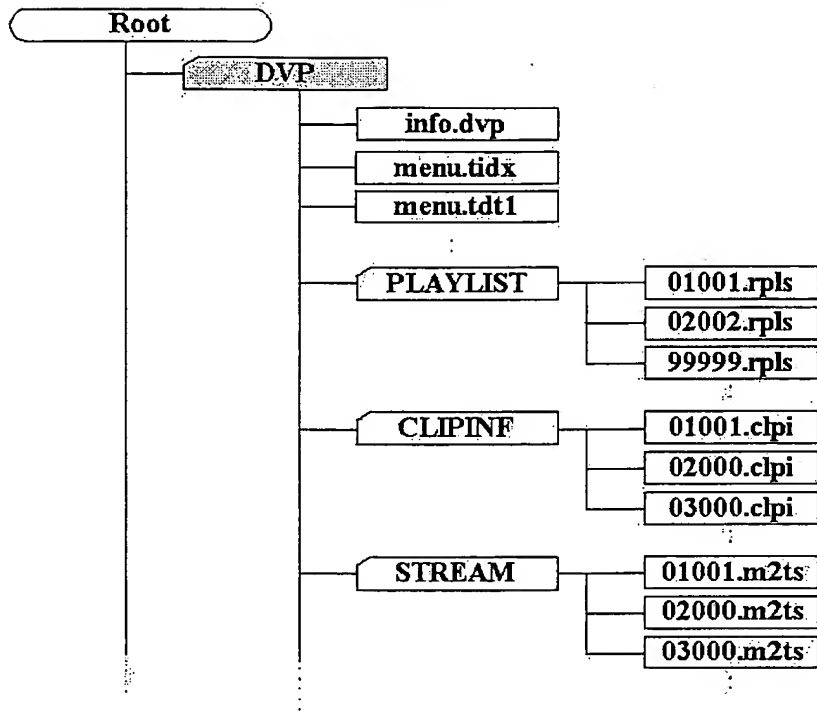 Root
DVP
info.dvp
menu.tidx
menu.tdt1
PLAYLIST
01001.rpls
02002.rpls
99999.rpls
CLIPINF
01001.clpi
02000.clpi
03000.clpi
STREAM
01001.m2ts
02000.m2ts
03000.m2ts